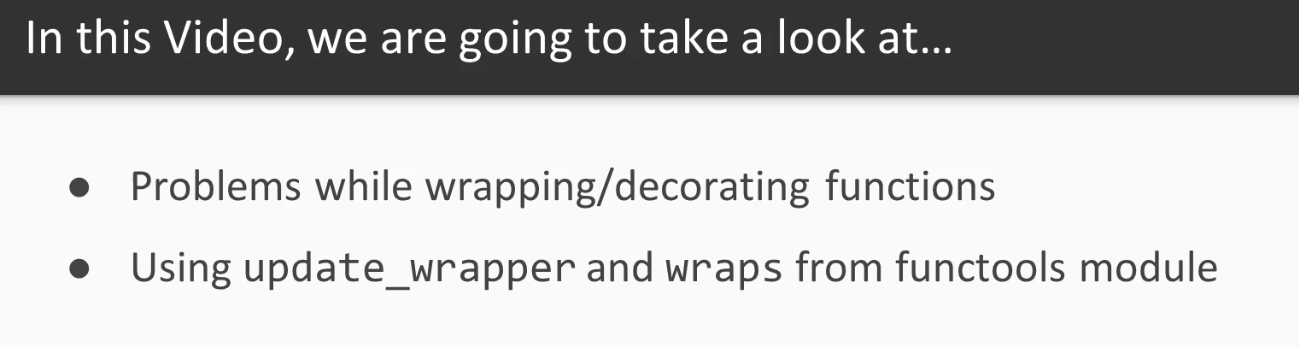 In this Video, we are going to take a look at...
● Problems while wrapping/decorating functions
● Using update_wrapper and wraps from functools module